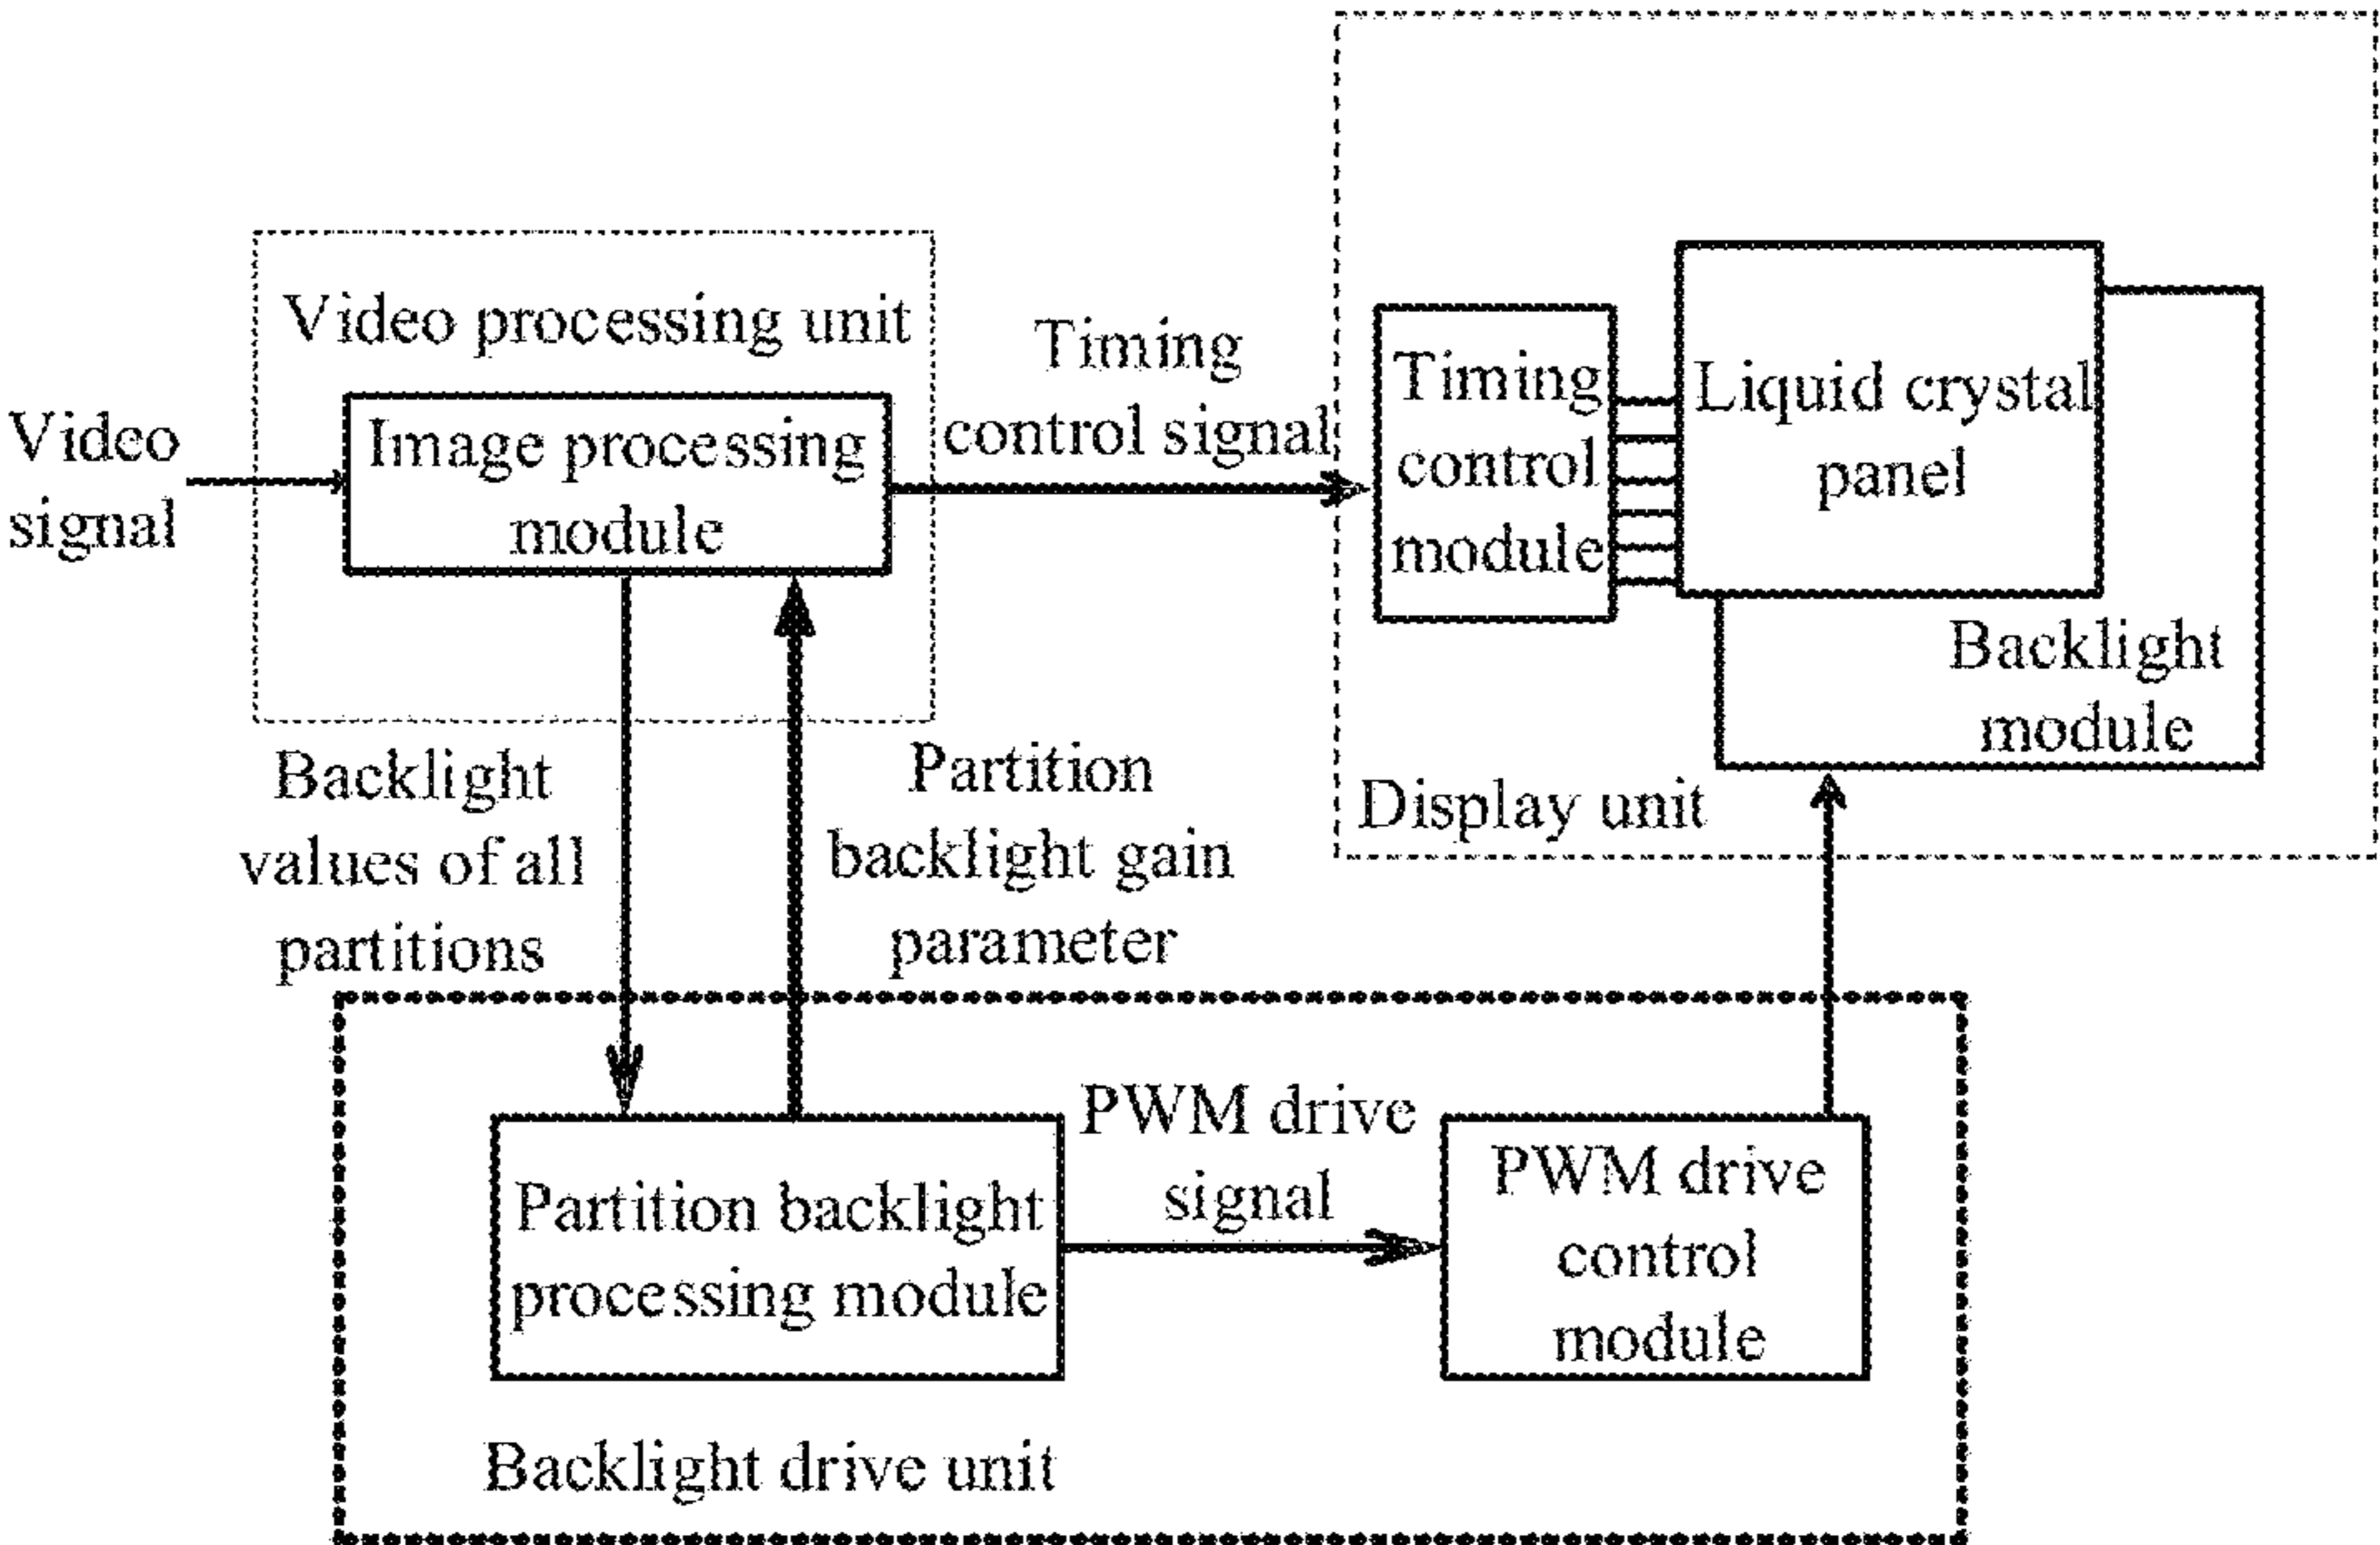 Video processing unit
Video
signal
Image processing
module
Timing
control signal
Timing
control
module
Liquid crystal
panel
Backlight
module
Display unit
Backlight
values of all
partitions
Partition
backlight gain
parameter
PWM drive
signal
Partition backlight
processing module
PWM drive
control
module
Backlight drive unit